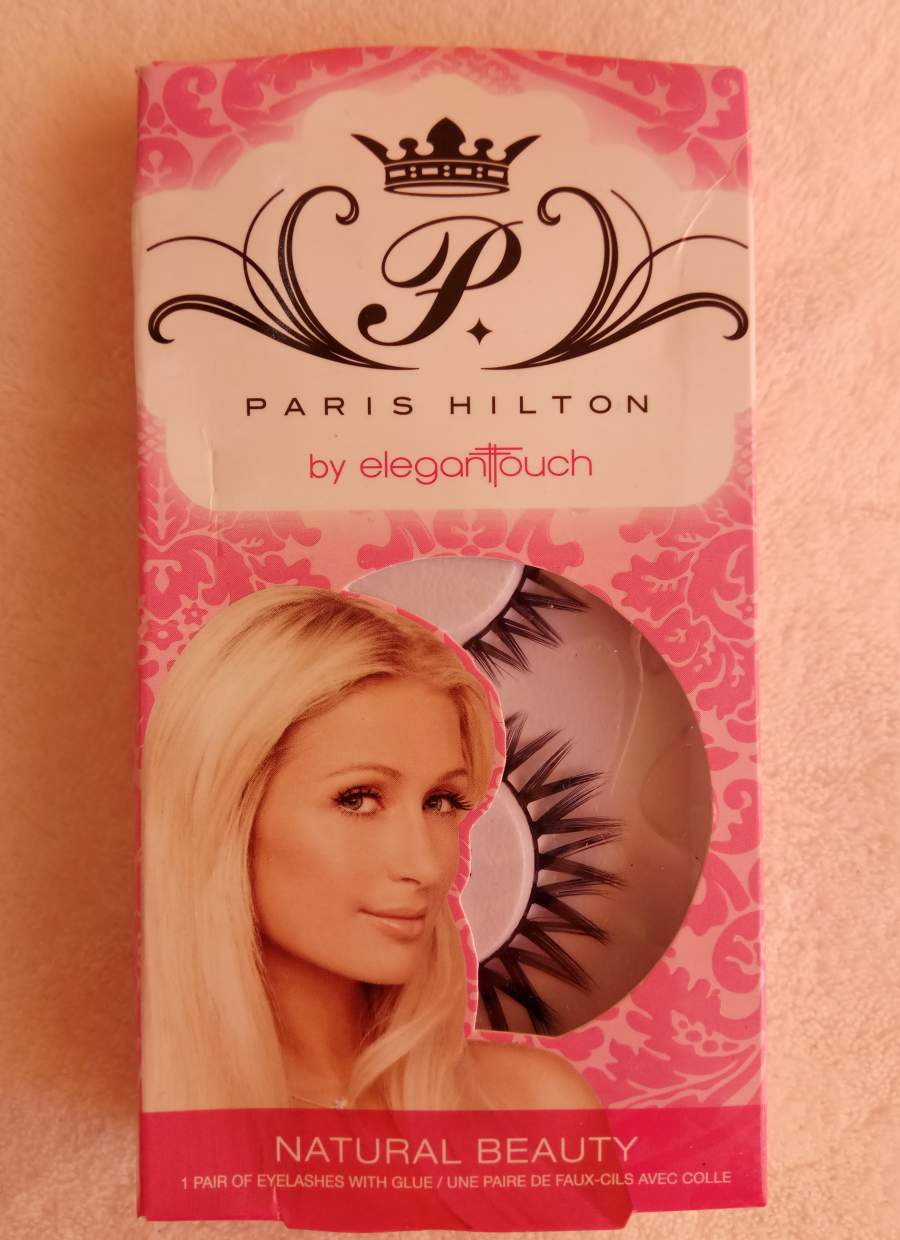 P.
PARIS HILTON
by eleganttouch
NATURAL BEAUTY
1 PAIR OF EYELASHES WITH GLUE / UNE PAIRE DE FAUX-CILS AVEC COLLE